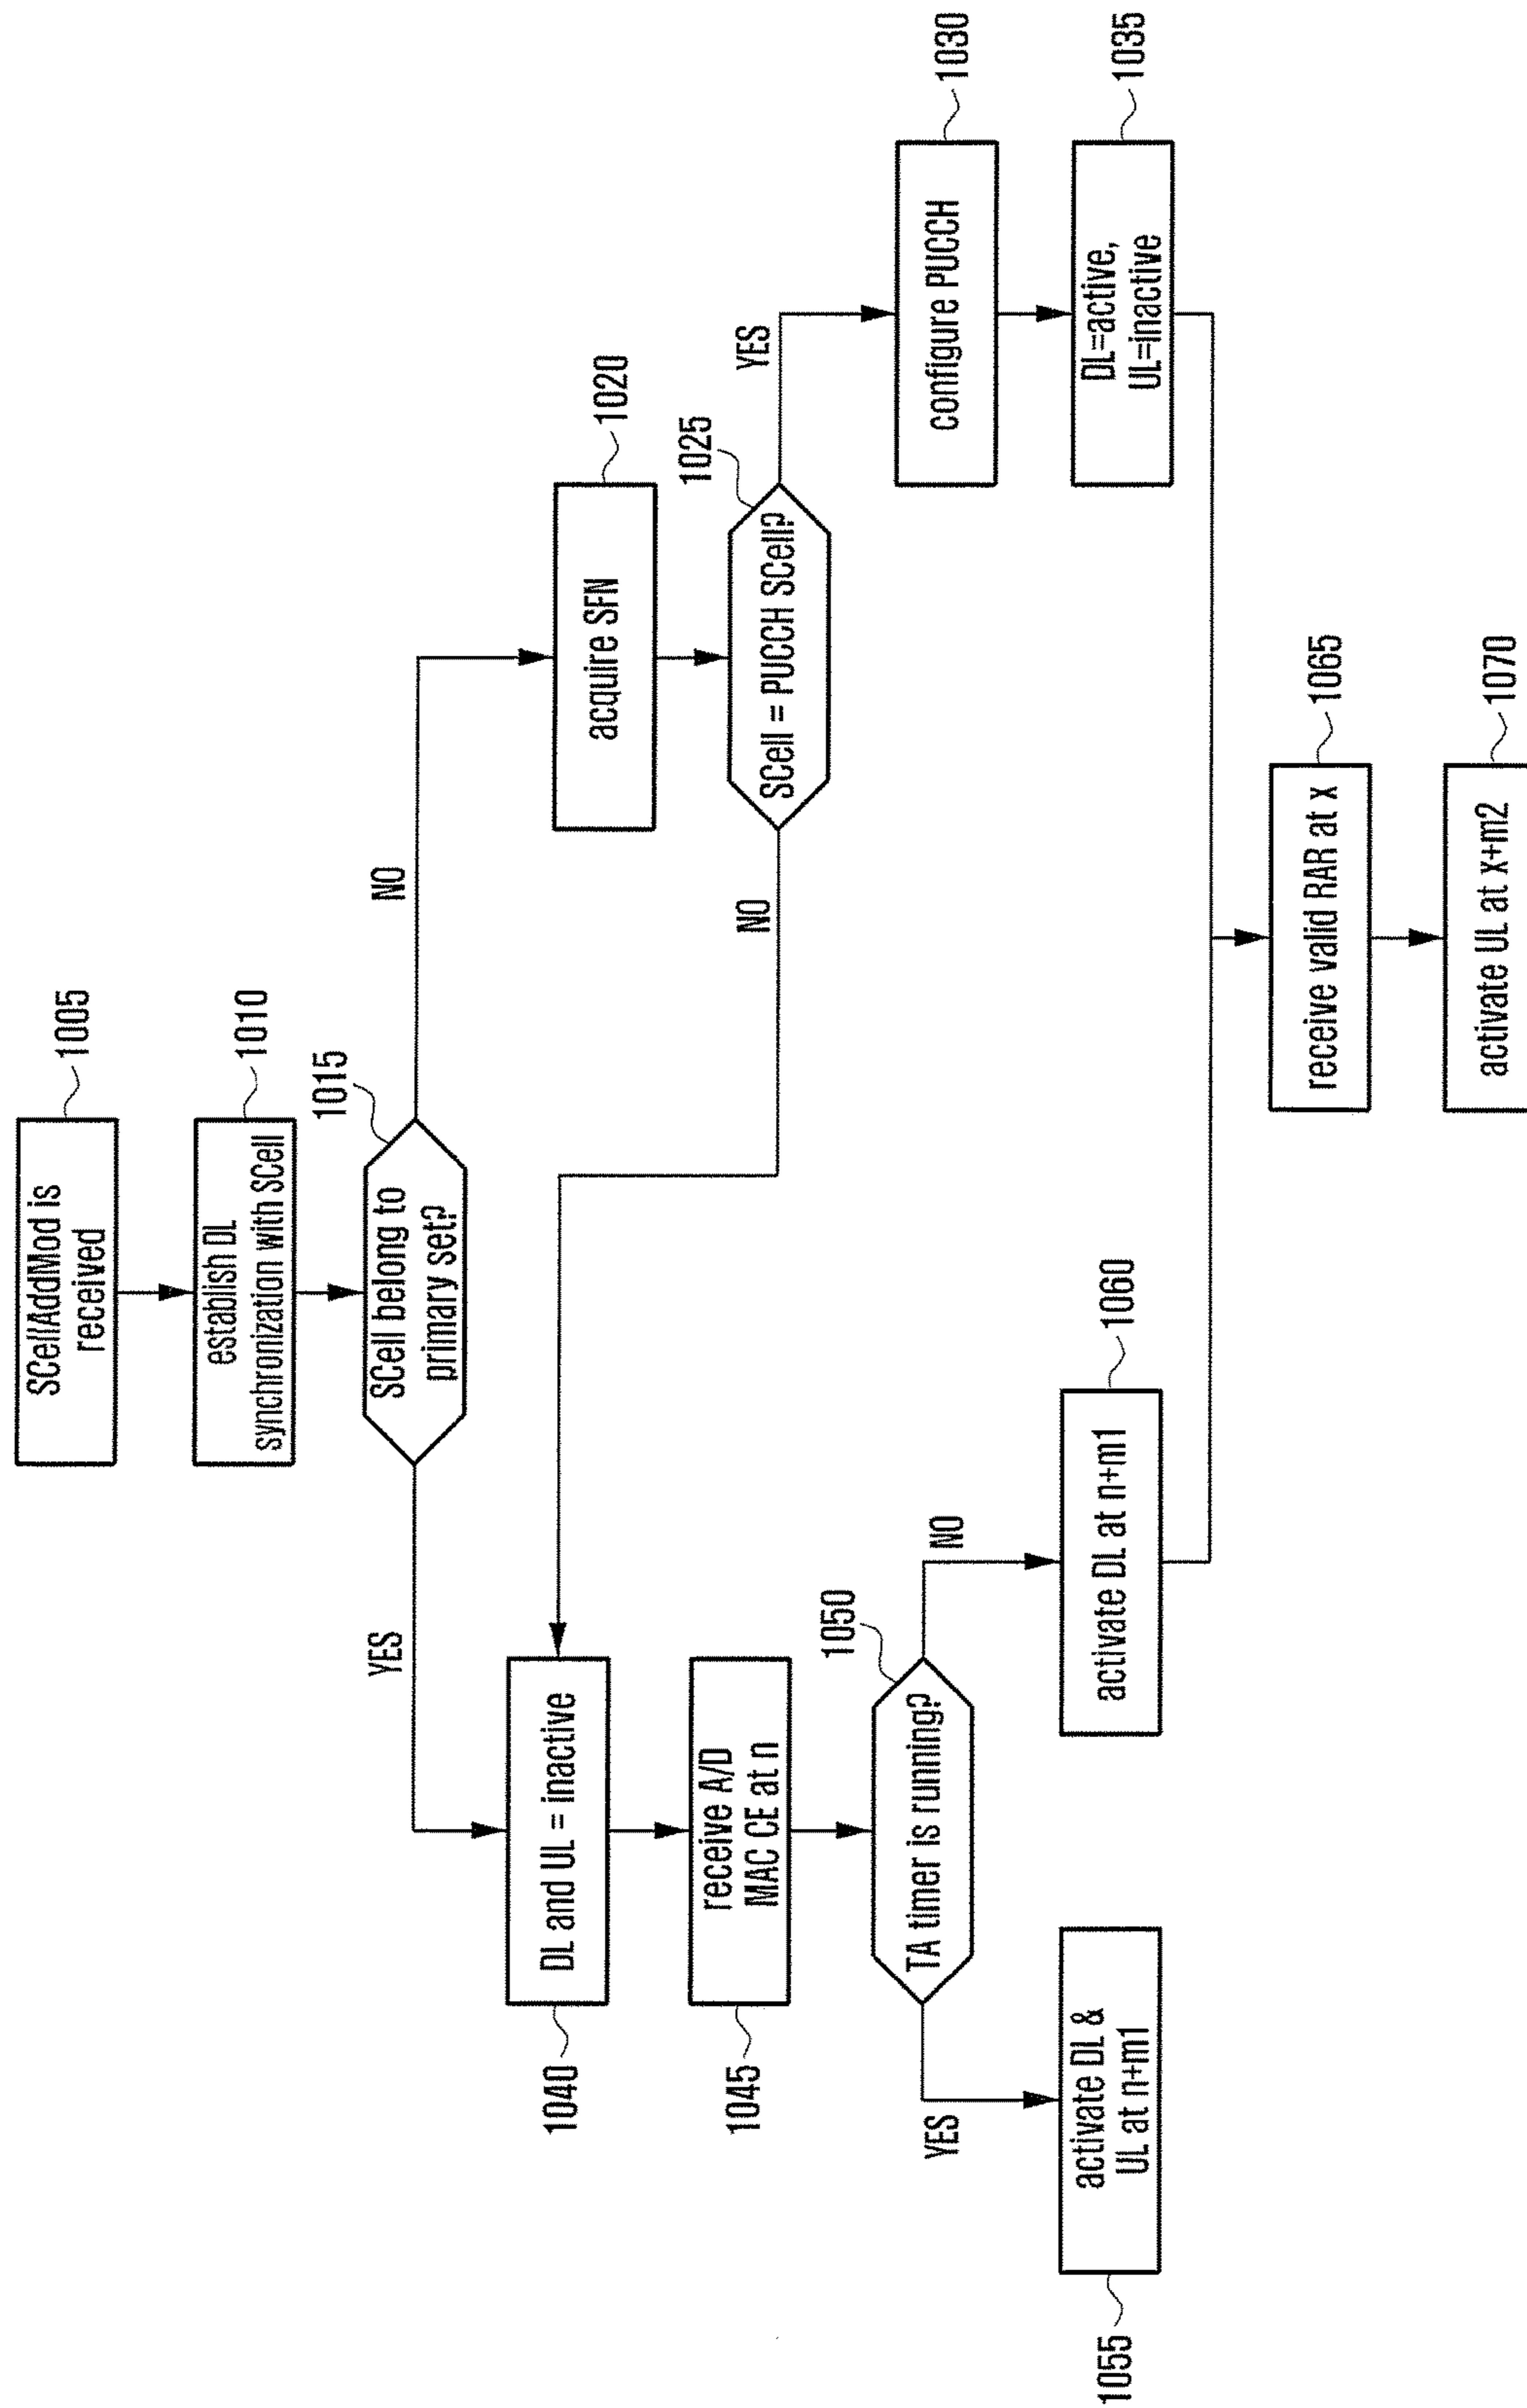 SCellAddMod is
received
1005
establish DL
synchronization with SCell
1010
SCell belong to
primary set?
1015
YES
NO
acquire SFN
1020
SCell = PUCCH SCell?
1025
NO
YES
configure PUCCH
1030
DL=active,
UL=inactive
1035
DL and UL = inactive
1040
receive A/D
MAC CE at n
1045
TA timer is running?
1050
YES
NO
activate DL &
UL at n+m1
1055
activate DL at n+m1
1060
receive valid RAR at x
1065
activate UL at x+m2
1070